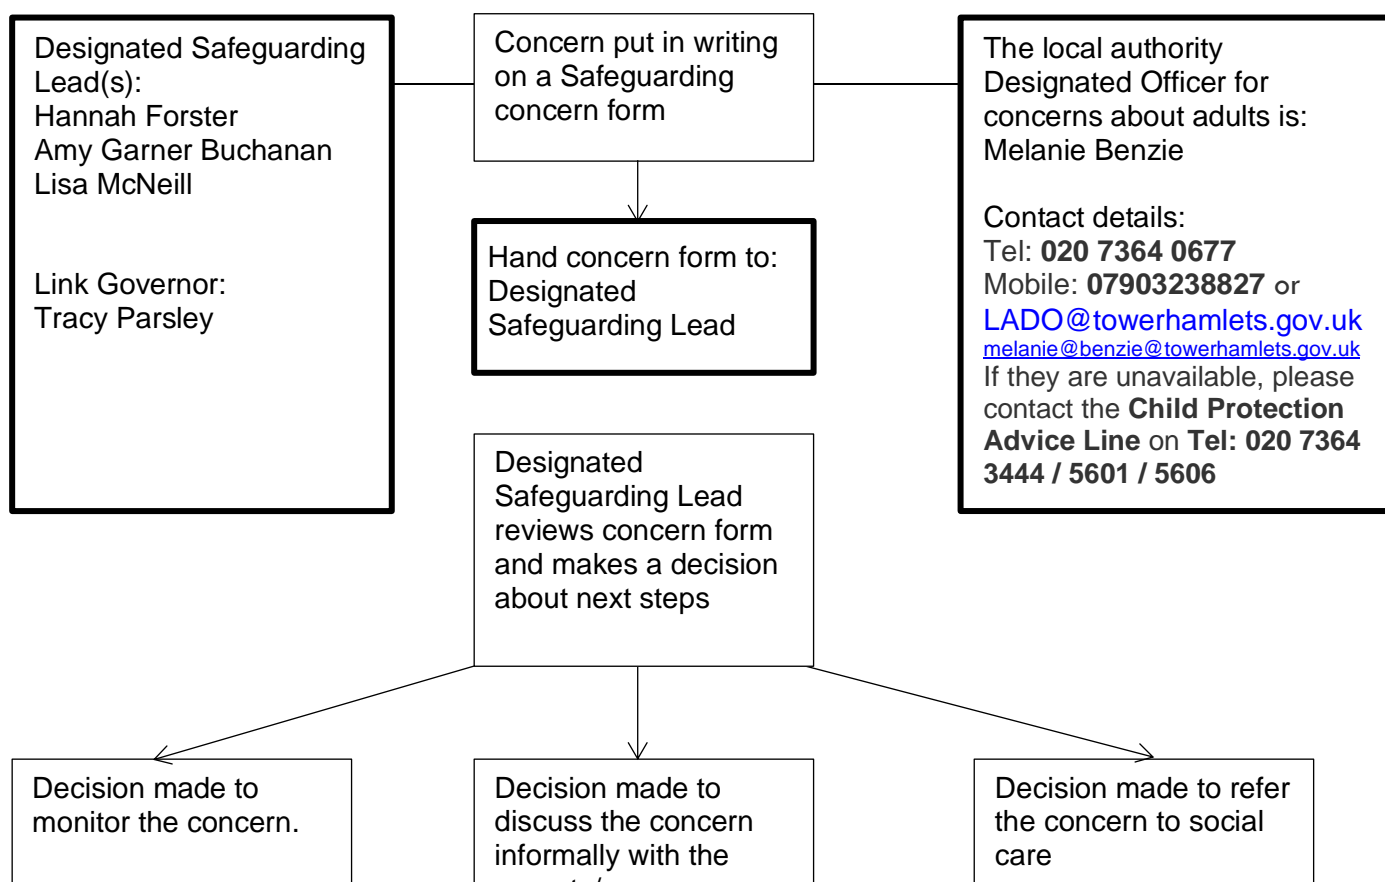 Designated Safeguarding
Lead(s):
Hannah Forster
Amy Garner Buchanan
Lisa McNeill
Link Governor:
Tracy Parsley
Concern put in writing
on a Safeguarding
concern form
The local authority
Designated Officer for
concerns about adults is:
Melanie Benzie
Contact details:
Tel: 020 7364 0677
Mobile: 07903238827 or
LADO@towerhamlets.gov.uk
melanie@benzie@towerhamlets.gov.uk
If they are unavailable, please
contact the Child Protection
Advice Line on Tel: 020 7364
3444 / 5601 / 5606
Hand concern form to:
Designated
Safeguarding Lead
Designated
Safeguarding Lead
reviews concern form
and makes a decision
about next steps
Decision made to
monitor the concern.
Decision made to
discuss the concern
informally with the
Decision made to refer
the concern to social
care